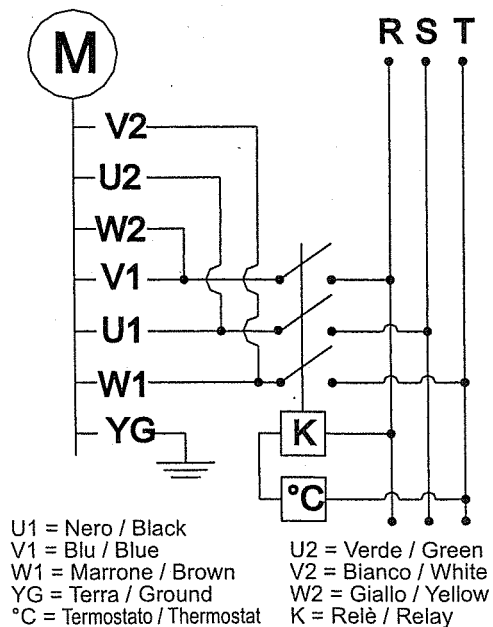 M
R S T
V2
U2
W2
V1
U1
W1
YG
K
°C
U1 = Nero / Black
V1 = Blu / Blue
W1 = Marrone / Brown
YG = Terra / Ground
°C = Termostato / Thermostat
U2 = Verde / Green
V2 = Bianco / White
W2 = Giallo / Yellow
K = Relè / Relay